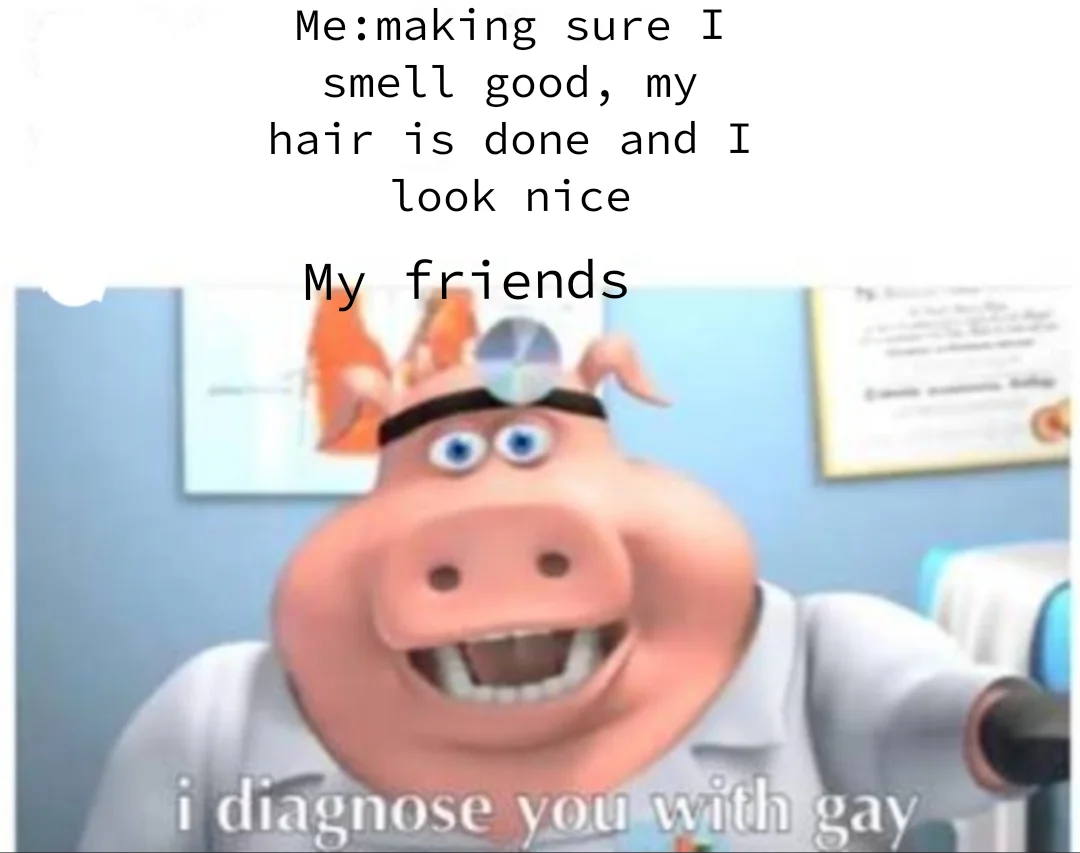 Me:making sure I
smell good, my
hair is done and I
look nice
My friends
i diagnose you with gay